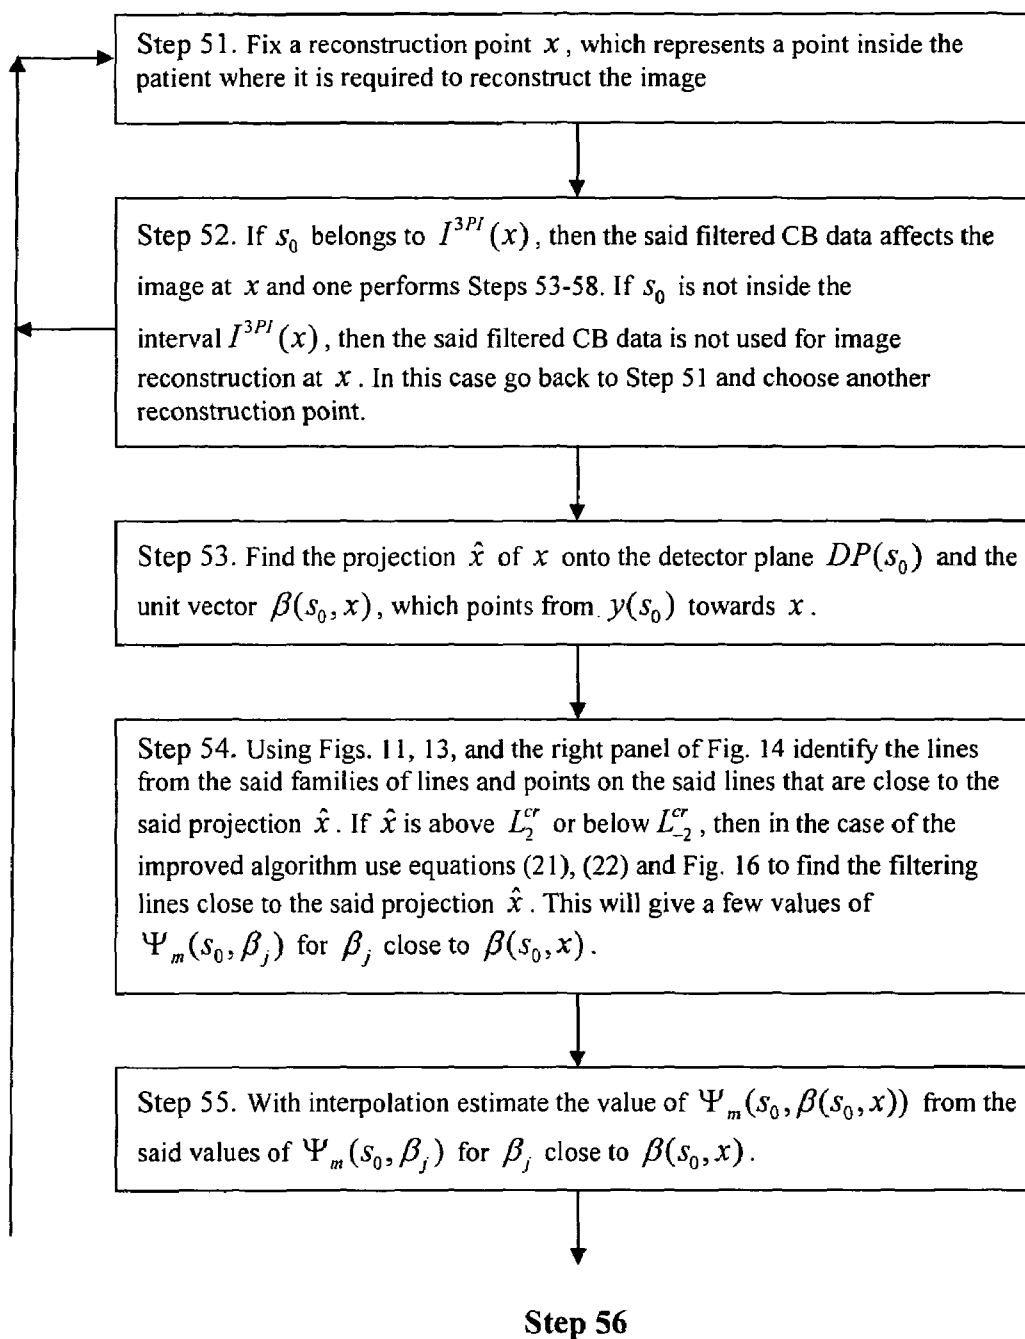 Step 51. Fix a reconstruction point x, which represents a point inside the
patient where it is required to reconstruct the image
Step 52. If s₀ belongs to I³ᴾᴵ(x), then the said filtered CB data affects the
image at x and one performs Steps 53-58. If s₀ is not inside the
interval I³ᴾᴵ(x), then the said filtered CB data is not used for image
reconstruction at x. In this case go back to Step 51 and choose another
reconstruction point.
Step 53. Find the projection x̂ of x onto the detector plane DP(s₀) and the
unit vector β(s₀, x), which points from y(s₀) towards x.
Step 54. Using Figs. 11, 13, and the right panel of Fig. 14 identify the lines
from the said families of lines and points on the said lines that are close to the
said projection x̂. If x̂ is above L₂ᶜʳ or below L₋₂ᶜʳ, then in the case of the
improved algorithm use equations (21), (22) and Fig. 16 to find the filtering
lines close to the said projection x̂. This will give a few values of
Ψₘ(s₀, βⱼ) for βⱼ close to β(s₀, x).
Step 55. With interpolation estimate the value of Ψₘ(s₀, β(s₀, x)) from the
said values of Ψₘ(s₀, βⱼ) for βⱼ close to β(s₀, x).
Step 56